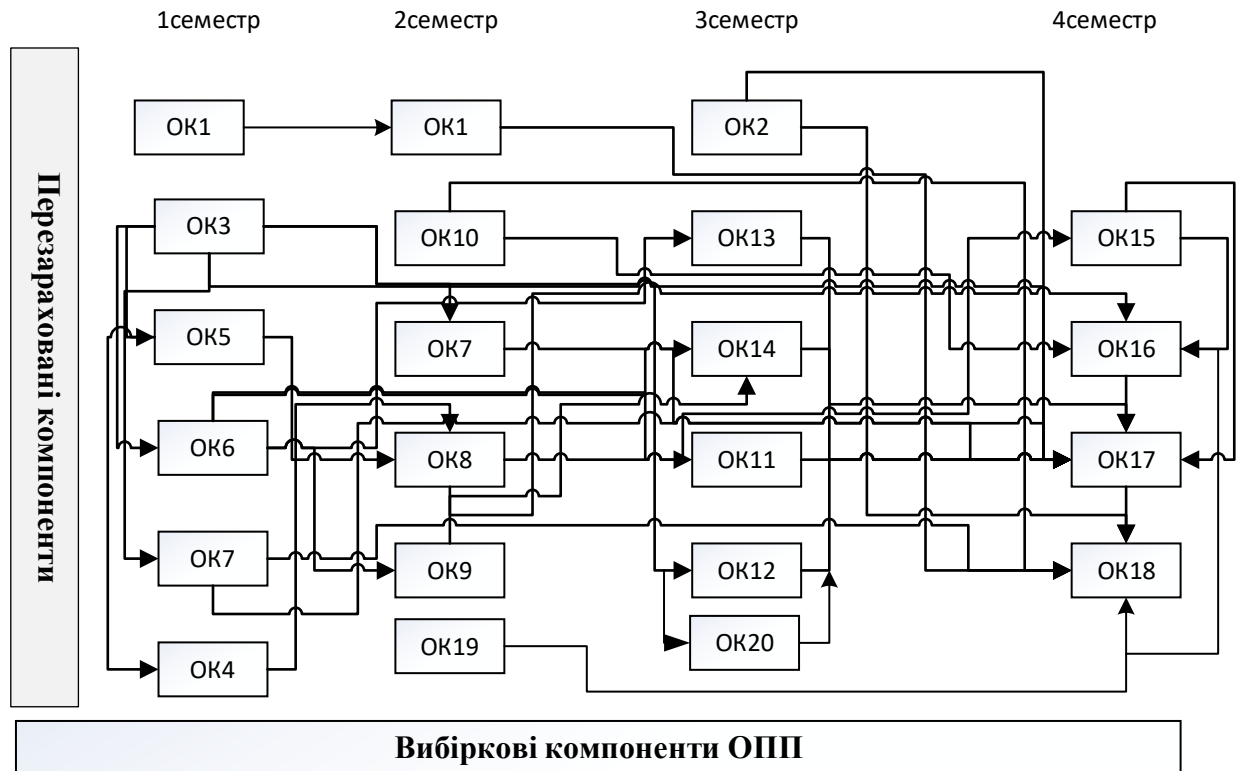 1семестр
2семестр
3семестр
4семестр
Перезараховані компоненти
ОК1
ОК1
ОК2
ОК3
ОК10
ОК13
ОК15
ОК5
ОК7
ОК14
ОК16
ОК6
ОК8
ОК11
ОК17
ОК7
ОК9
ОК12
ОК18
ОК4
ОК19
ОК20
Вибіркові компоненти ОПП